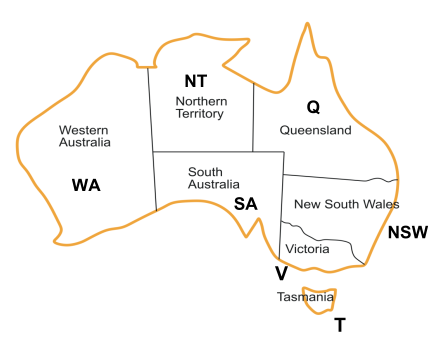 NT
Northern
Territory
Q
Queensland
Western
Australia
WA
South
Australia
SA
New South Wales
NSW
Victoria
V
Tasmania
T